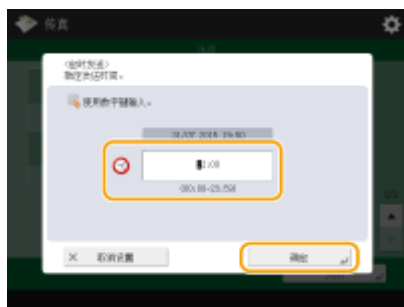 传真
<定时发送>
指定发送时间。
使用数字键输入。
31/07 2015 19:50
(00:00-23:59)
取消设置
确定